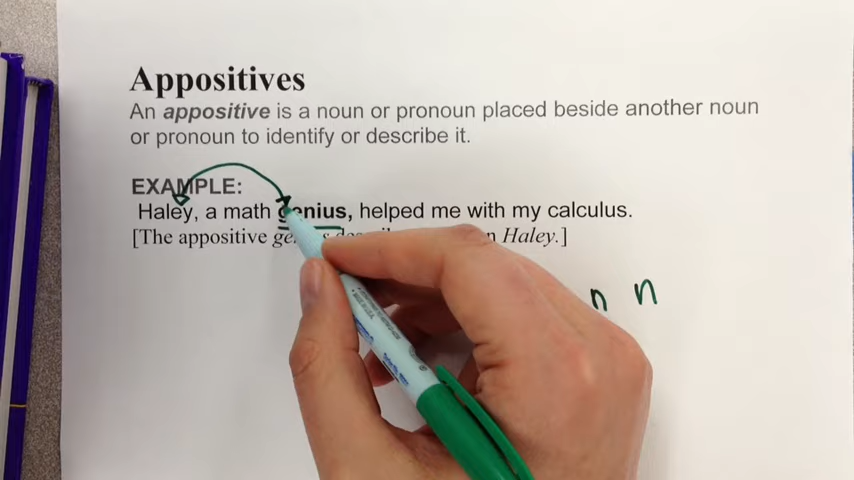 Appositives
An appositive is a noun or pronoun placed beside another noun
or pronoun to identify or describe it.
EXAMPLE:
Haley, a math genius, helped me with my calculus.
[The appositive Haley.]
n n